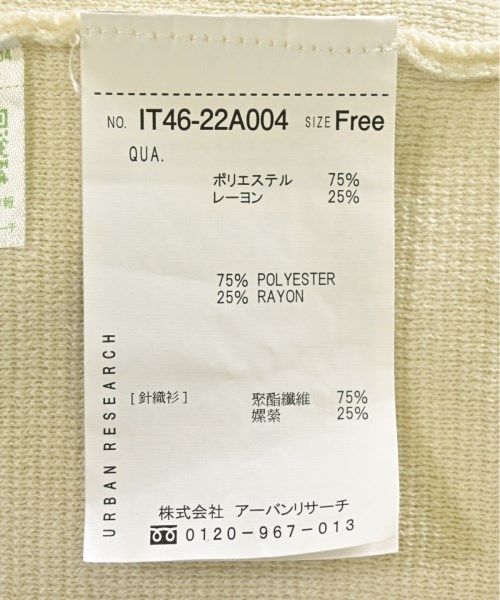 NO. IT46-22A004 SIZE Free
QUA.
ポリエステル 75%
レーヨン 25%
75% POLYESTER
25% RAYON
[針織衫] 聚酯纖維 75%
嫘縈 25%
URBAN RESEARCH
株式会社 アーバンリサーチ
0120-967-013